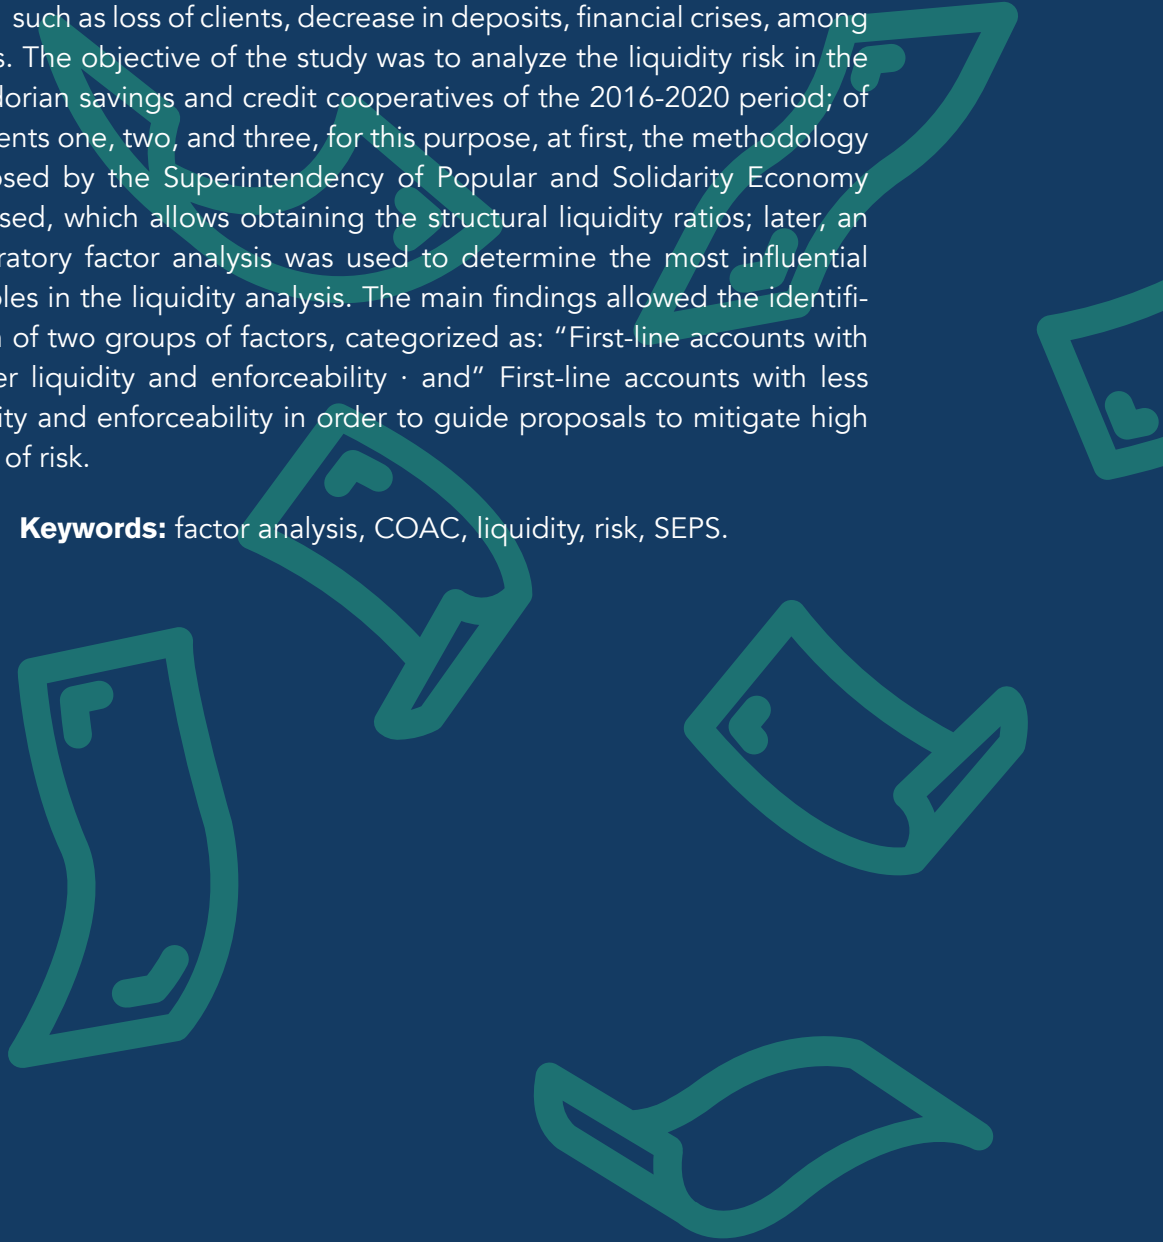 such as loss of clients, decrease in deposits, financial crises, among
s. The objective of the study was to analyze the liquidity risk in the
dorian savings and credit cooperatives of the 2016-2020 period; of
ents one, two, and three, for this purpose, at first, the methodology
osed by the Superintendency of Popular and Solidarity Economy
sed, which allows obtaining the structural liquidity ratios; later, an
ratory factor analysis was used to determine the most influential
les in the liquidity analysis. The main findings allowed the identifi-
of two groups of factors, categorized as: “First-line accounts with
er liquidity and enforceability · and” First-line accounts with less
ity and enforceability in order to guide proposals to mitigate high
of risk.
Keywords: factor analysis, COAC, liquidity, risk, SEPS.